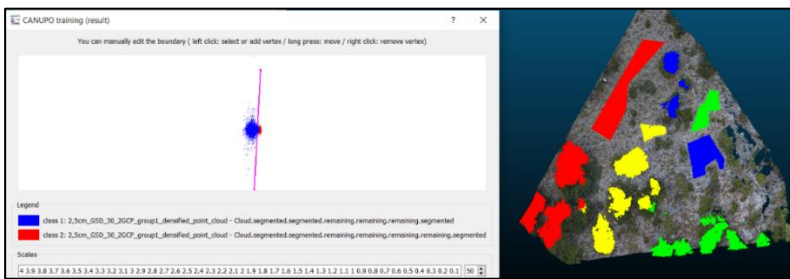 CANUPO training (result)
You can manually edit the boundary ( left click: select or add vertex / long press: move / right click: remove vertex)
Legend
class 1: 2,5cm_GSD_30_2GCP_group1_densified_point_cloud - Cloud.segmented.segmented.remaining.remaining.remaining.segmented
class 2: 2,5cm_GSD_30_2GCP_group1_densified_point_cloud - Cloud.segmented.segmented.remaining.remaining.remaining.remaining.segmented
Scales
4 3.9 3.8 3.7 3.6 3.5 3.4 3.3 3.2 3.1 3 2.9 2.8 2.7 2.6 2.5 2.4 2.3 2.2 2.1 2 1.9 1.8 1.7 1.6 1.5 1.4 1.3 1.2 1.1 1 0.9 0.8 0.7 0.6 0.5 0.4 0.3 0.2 0.1 50